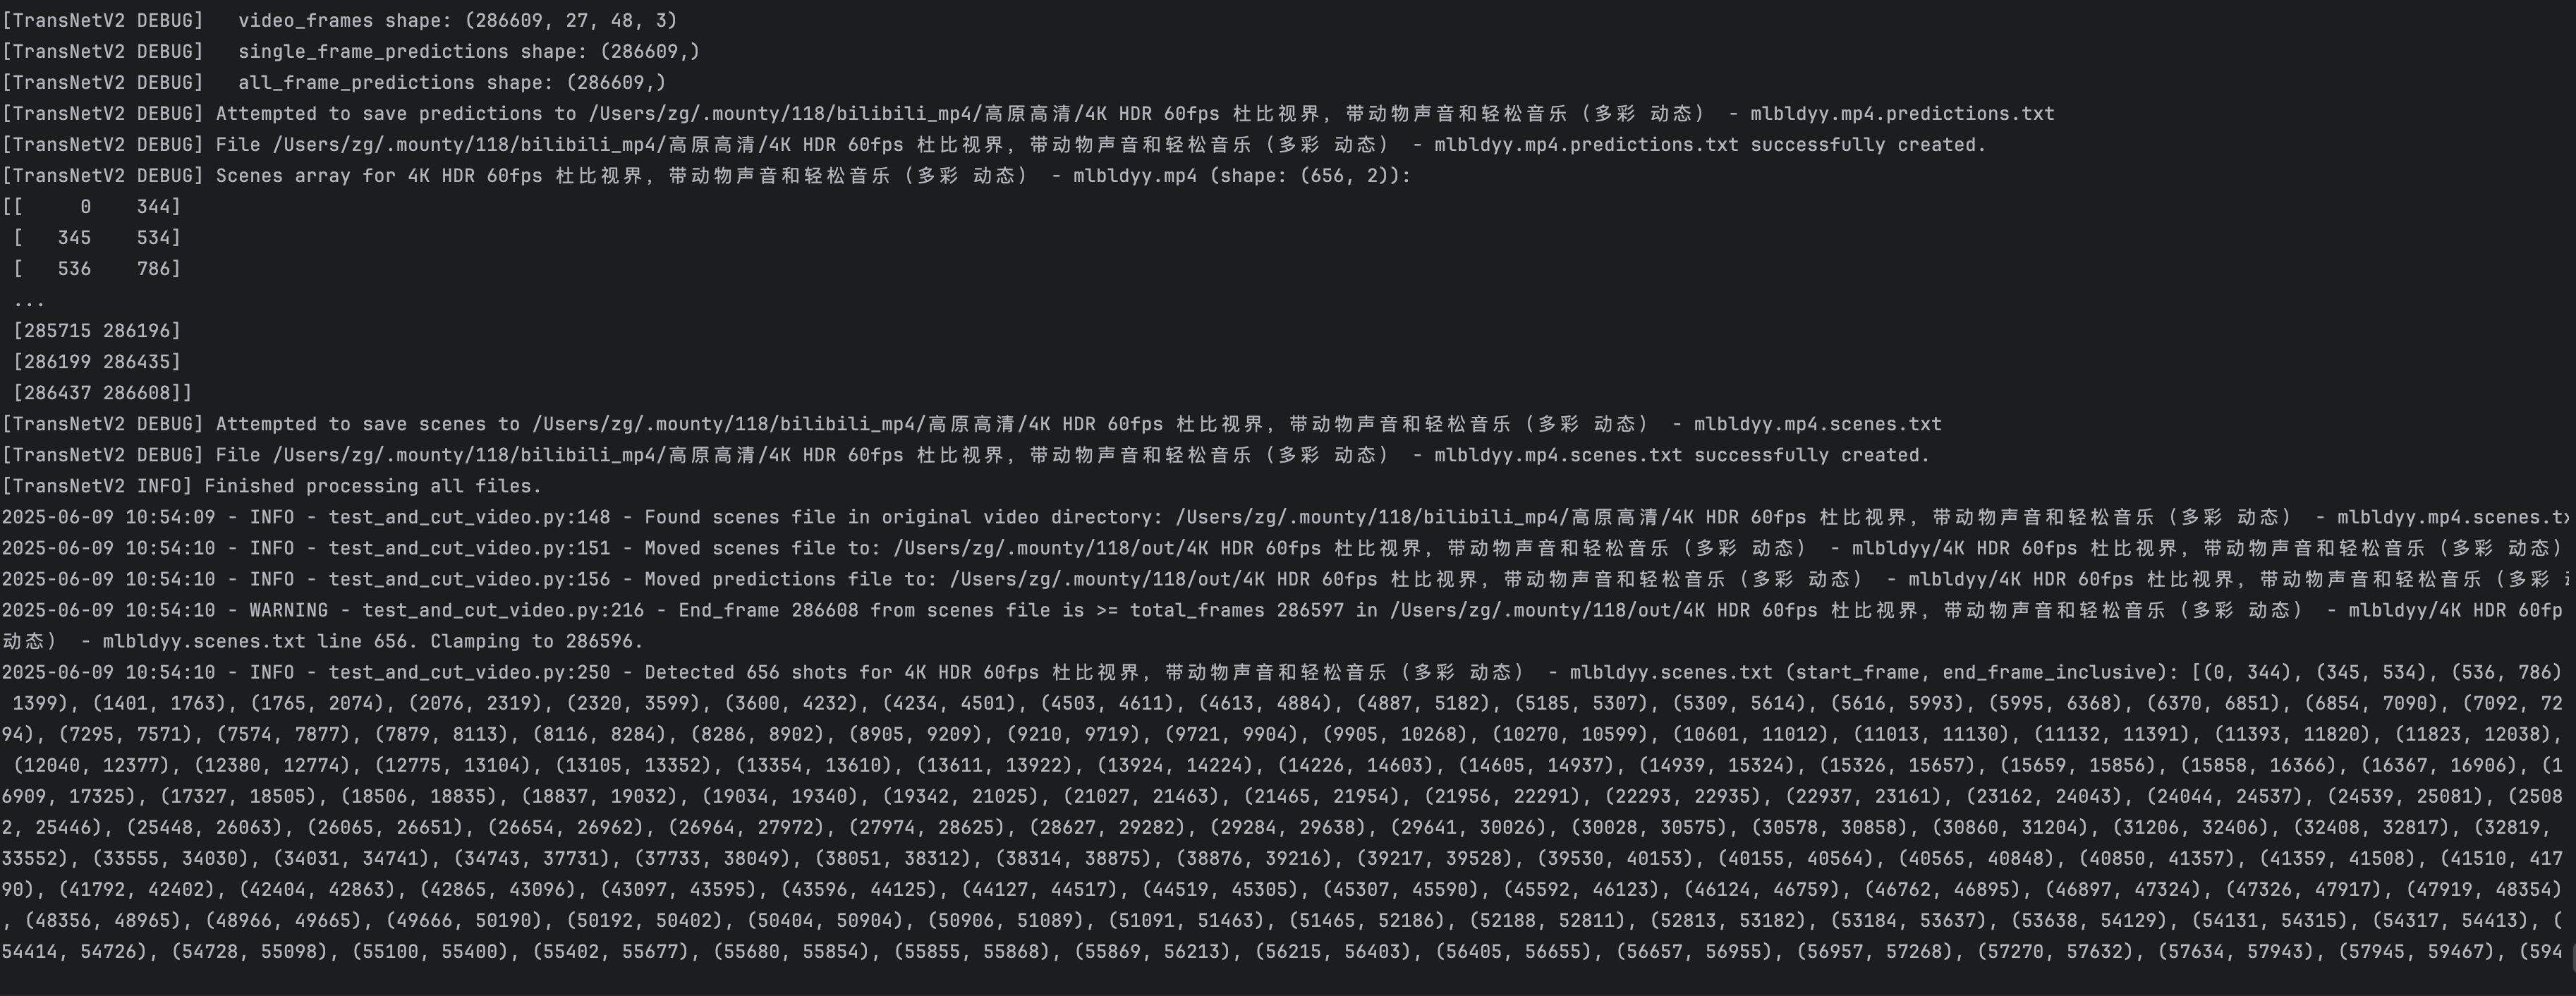 [TransNetV2 DEBUG]   video_frames shape: (286609, 27, 48, 3)
[TransNetV2 DEBUG]   single_frame_predictions shape: (286609,)
[TransNetV2 DEBUG]   all_frame_predictions shape: (286609,)
[TransNetV2 DEBUG] Attempted to save predictions to /Users/zg/.mounty/118/bilibili_mp4/高原高清/4K HDR 60fps 杜比视界，带动物声音和轻松音乐（多彩 动态） - mlbldyy.mp4.predictions.txt
[TransNetV2 DEBUG] File /Users/zg/.mounty/118/bilibili_mp4/高原高清/4K HDR 60fps 杜比视界，带动物声音和轻松音乐（多彩 动态） - mlbldyy.mp4.predictions.txt successfully created.
[TransNetV2 DEBUG] Scenes array for 4K HDR 60fps 杜比视界，带动物声音和轻松音乐（多彩 动态） - mlbldyy.mp4 (shape: (656, 2)):
[[     0    344]
 [   345    534]
 [   536    786]
 ...
 [285715 286196]
 [286199 286435]
 [286437 286608]]
[TransNetV2 DEBUG] Attempted to save scenes to /Users/zg/.mounty/118/bilibili_mp4/高原高清/4K HDR 60fps 杜比视界，带动物声音和轻松音乐（多彩 动态） - mlbldyy.mp4.scenes.txt
[TransNetV2 DEBUG] File /Users/zg/.mounty/118/bilibili_mp4/高原高清/4K HDR 60fps 杜比视界，带动物声音和轻松音乐（多彩 动态） - mlbldyy.mp4.scenes.txt successfully created.
[TransNetV2 INFO] Finished processing all files.
2025-06-09 10:54:09 - INFO - test_and_cut_video.py:148 - Found scenes file in original video directory: /Users/zg/.mounty/118/bilibili_mp4/高原高清/4K HDR 60fps 杜比视界，带动物声音和轻松音乐（多彩 动态） - mlbldyy.mp4.scenes.tx
2025-06-09 10:54:10 - INFO - test_and_cut_video.py:151 - Moved scenes file to: /Users/zg/.mounty/118/out/4K HDR 60fps 杜比视界，带动物声音和轻松音乐（多彩 动态） - mlbldyy/4K HDR 60fps 杜比视界，带动物声音和轻松音乐（多彩 动态）
2025-06-09 10:54:10 - INFO - test_and_cut_video.py:156 - Moved predictions file to: /Users/zg/.mounty/118/out/4K HDR 60fps 杜比视界，带动物声音和轻松音乐（多彩 动态） - mlbldyy/4K HDR 60fps 杜比视界，带动物声音和轻松音乐（多彩
2025-06-09 10:54:10 - WARNING - test_and_cut_video.py:216 - End_frame 286608 from scenes file is >= total_frames 286597 in /Users/zg/.mounty/118/out/4K HDR 60fps 杜比视界，带动物声音和轻松音乐（多彩 动态） - mlbldyy/4K HDR 60fp
动态） - mlbldyy.scenes.txt line 656. Clamping to 286596.
2025-06-09 10:54:10 - INFO - test_and_cut_video.py:250 - Detected 656 shots for 4K HDR 60fps 杜比视界，带动物声音和轻松音乐（多彩 动态） - mlbldyy.scenes.txt (start_frame, end_frame_inclusive): [(0, 344), (345, 534), (536, 786)
 1399), (1401, 1763), (1765, 2074), (2076, 2319), (2320, 3599), (3600, 4232), (4234, 4501), (4503, 4611), (4613, 4884), (4887, 5182), (5185, 5307), (5309, 5614), (5616, 5993), (5995, 6368), (6370, 6851), (6854, 7090), (7092, 72
94), (7295, 7571), (7574, 7877), (7879, 8113), (8116, 8284), (8286, 8902), (8905, 9209), (9210, 9719), (9721, 9904), (9905, 10268), (10270, 10599), (10601, 11012), (11013, 11130), (11132, 11391), (11393, 11820), (11823, 12038),
 (12040, 12377), (12380, 12774), (12775, 13104), (13105, 13352), (13354, 13610), (13611, 13922), (13924, 14224), (14226, 14603), (14605, 14937), (14939, 15324), (15326, 15657), (15659, 15856), (15858, 16366), (16367, 16906), (1
6909, 17325), (17327, 18505), (18506, 18835), (18837, 19032), (19034, 19340), (19342, 21025), (21027, 21463), (21465, 21954), (21956, 22291), (22293, 22935), (22937, 23161), (23162, 24043), (24044, 24537), (24539, 25081), (2508
2, 25446), (25448, 26063), (26065, 26651), (26654, 26962), (26964, 27972), (27974, 28625), (28627, 29282), (29284, 29638), (29641, 30026), (30028, 30575), (30578, 30858), (30860, 31204), (31206, 32406), (32408, 32817), (32819,
33552), (33555, 34030), (34031, 34741), (34743, 37731), (37733, 38049), (38051, 38312), (38314, 38875), (38876, 39216), (39217, 39528), (39530, 40153), (40155, 40564), (40565, 40848), (40850, 41357), (41359, 41508), (41510, 417
90), (41792, 42402), (42404, 42863), (42865, 43096), (43097, 43595), (43596, 44125), (44127, 44517), (44519, 45305), (45307, 45590), (45592, 46123), (46124, 46759), (46762, 46895), (46897, 47324), (47326, 47917), (47919, 48354)
, (48356, 48965), (48966, 49665), (49666, 50190), (50192, 50402), (50404, 50904), (50906, 51089), (51091, 51463), (51465, 52186), (52188, 52811), (52813, 53182), (53184, 53637), (53638, 54129), (54131, 54315), (54317, 54413), (
54414, 54726), (54728, 55098), (55100, 55400), (55402, 55677), (55680, 55854), (55855, 55868), (55869, 56213), (56215, 56403), (56405, 56655), (56657, 56955), (56957, 57268), (57270, 57632), (57634, 57943), (57945, 59467), (594